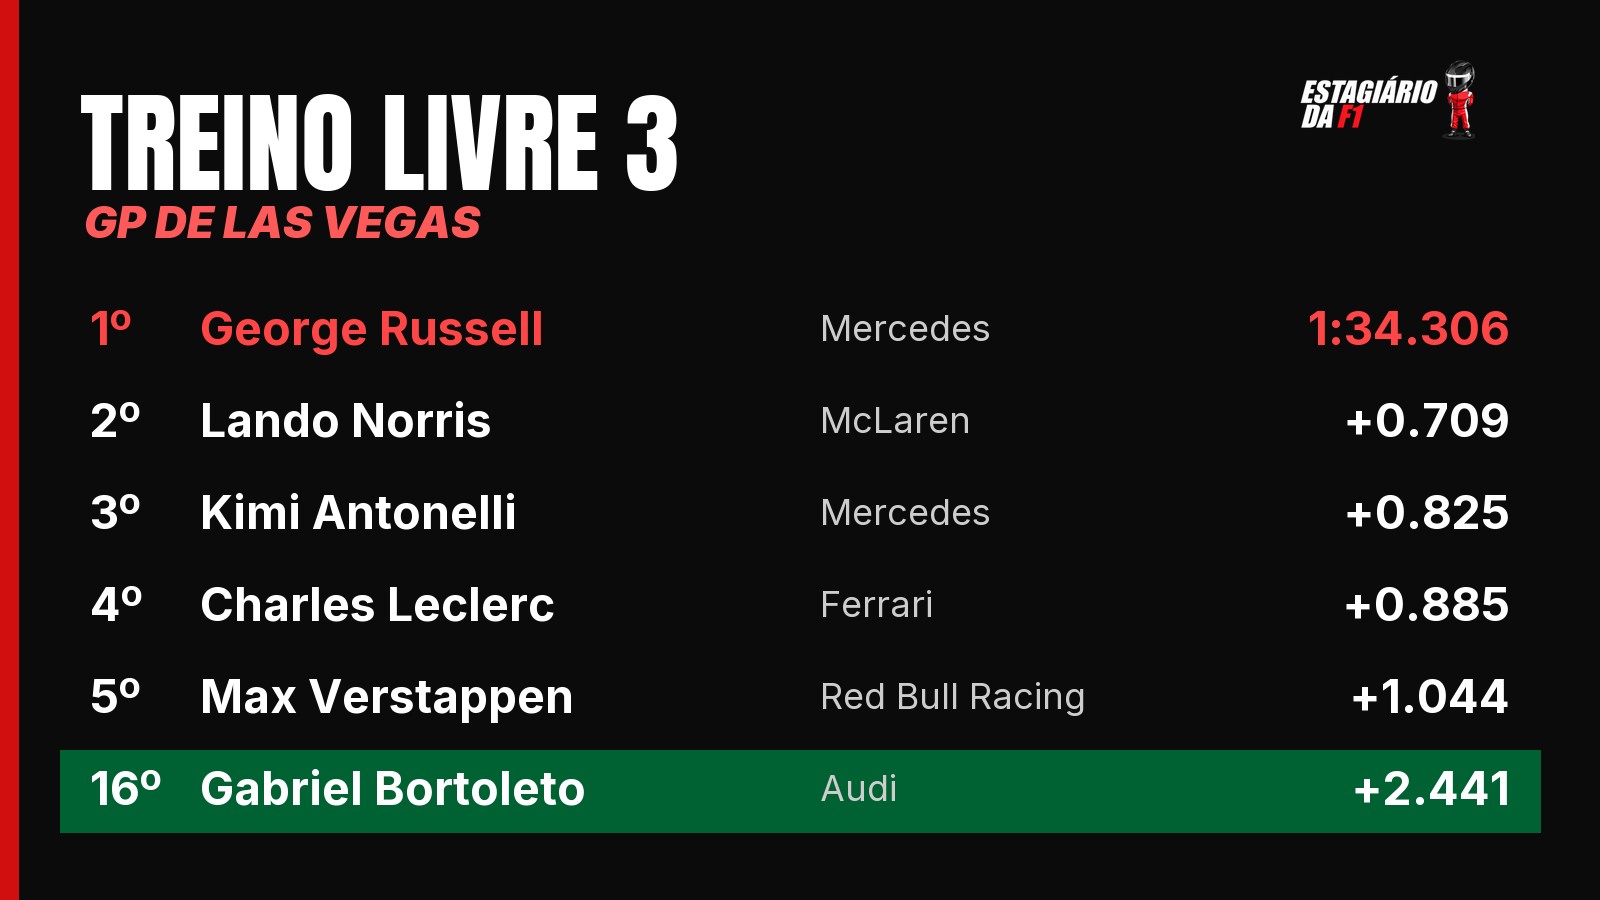 ESTAGIÁRIO
DA F1
TREINO LIVRE 3
GP DE LAS VEGAS
1º George Russell Mercedes 1:34.306
2º Lando Norris McLaren +0.709
3º Kimi Antonelli Mercedes +0.825
4º Charles Leclerc Ferrari +0.885
5º Max Verstappen Red Bull Racing +1.044
16º Gabriel Bortoleto Audi +2.441